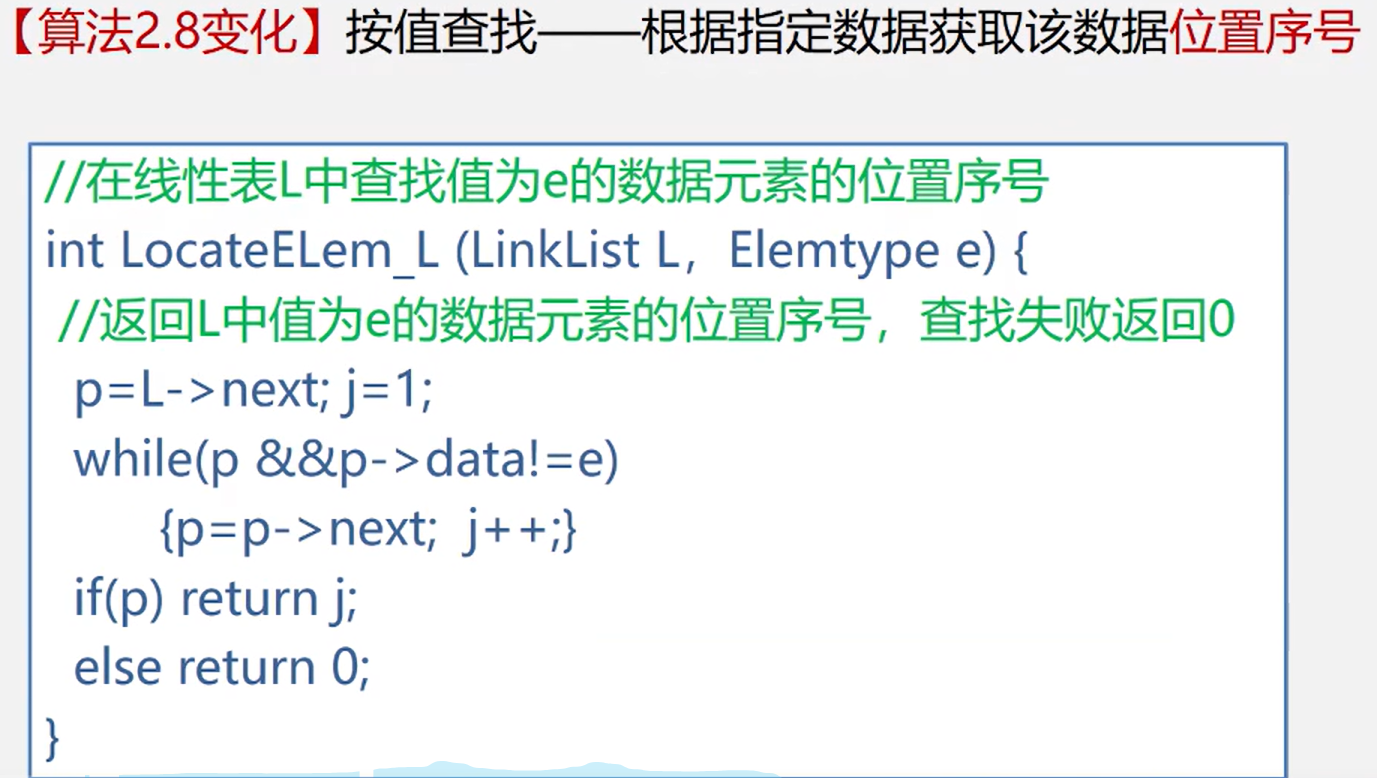 【算法2.8变化】按值查找——根据指定数据获取该数据位置序号
//在线性表L中查找值为e的数据元素的位置序号
int LocateELem_L (LinkList L，Elemtype e) {
//返回L中值为e的数据元素的位置序号，查找失败返回0
p=L->next; j=1;
while(p &&p->data!=e)
{p=p->next; j++;}
if(p) return j;
else return 0;
}